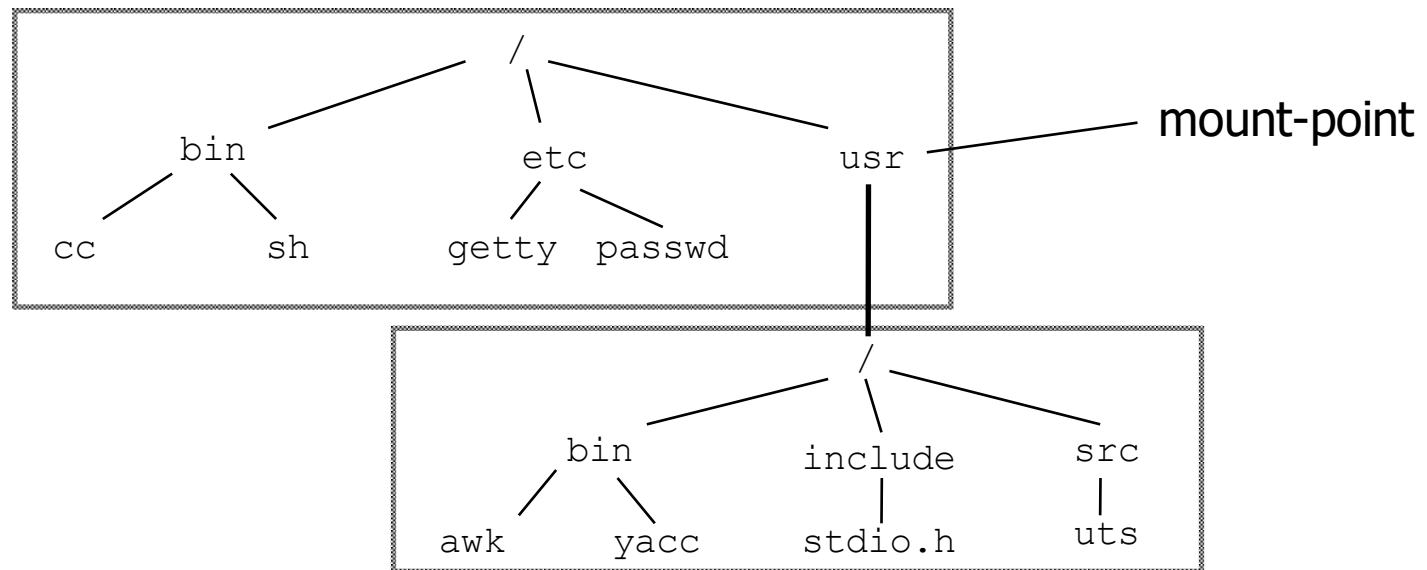 /
mount-point
bin etc usr
cc sh getty passwd
/
bin include src
awk yacc stdio.h uts